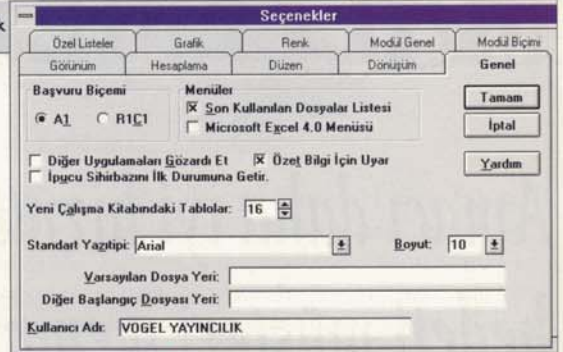 Seçenekler
Özel Listeler Grafik Renk Modül Genel Modül Biçimi
Görünüm Hesaplama Düzen Dönüşüm Genel
Başvuru Biçemi
A1 R1C1
Menüler
Son Kullanılan Dosyalar Listesi
Microsoft Excel 4.0 Menüsü
Tamam
İptal
Yardım
Diğer Uygulamaları Gözardı Et Özet Bilgi İçin Uyar
İpucu Sihirbazını İlk Durumuna Getir.
Yeni Çalışma Kitabındaki Tablolar: 16
Standart Yazıtipi: Arial Boyut: 10
Varsayılan Dosya Yeri:
Diğer Başlangıç Dosyası Yeri:
Kullanıcı Adı: VOGEL YAYINCILIK